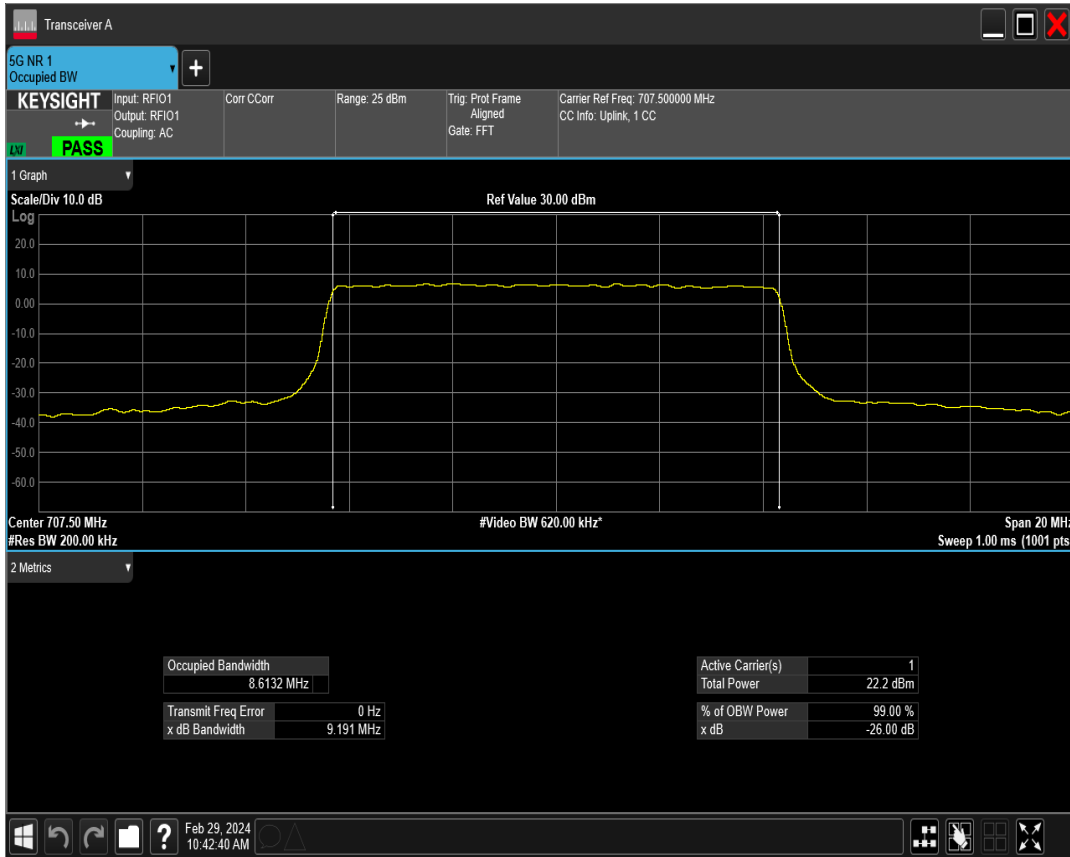 Transceiver A
5G NR 1
Occupied BW
+
KEYSIGHT
LXI
PASS
Input: RFIO1
Output: RFIO1
Coupling: AC
Corr CCorr
Range: 25 dBm
Trig: Prot Frame
Aligned
Gate: FFT
Carrier Ref Freq: 707.500000 MHz
CC Info: Uplink, 1 CC
1 Graph
Scale/Div 10.0 dB
Ref Value 30.00 dBm
Log
20.0
10.0
0.00
-10.0
-20.0
-30.0
-40.0
-50.0
-60.0
Center 707.50 MHz
#Video BW 620.00 kHz*
Span 20 MHz
#Res BW 200.00 kHz
Sweep 1.00 ms (1001 pts
2 Metrics
Occupied Bandwidth
8.6132 MHz
Transmit Freq Error 0 Hz
x dB Bandwidth 9.191 MHz
Active Carrier(s) 1
Total Power 22.2 dBm
% of OBW Power 99.00 %
x dB -26.00 dB
?
Feb 29, 2024
10:42:40 AM